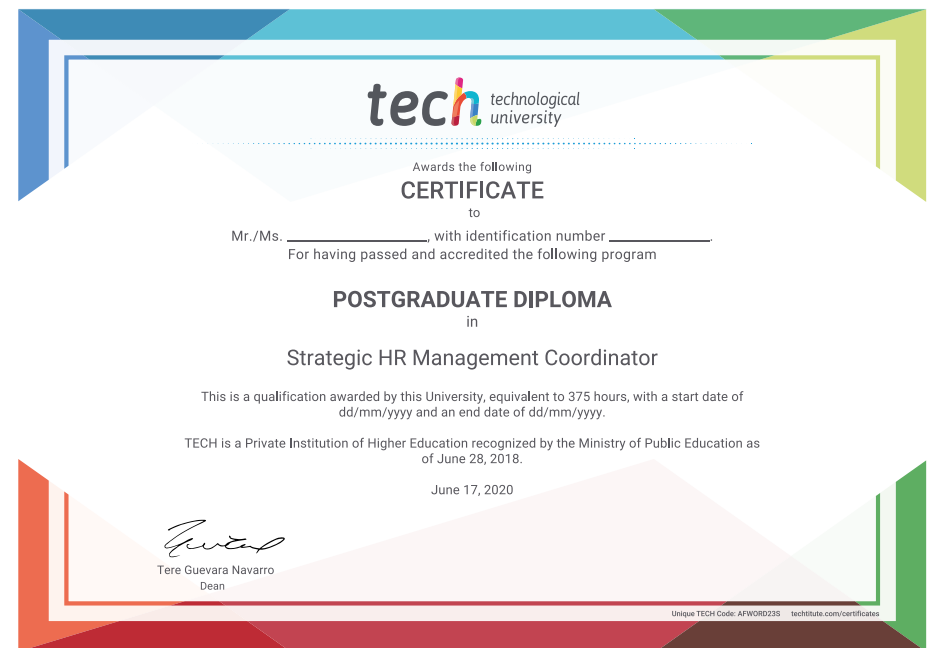 tech technological
university
Awards the following
CERTIFICATE
to
Mr./Ms. ____________________, with identification number ______________.
For having passed and accredited the following program
POSTGRADUATE DIPLOMA
in
Strategic HR Management Coordinator
This is a qualification awarded by this University, equivalent to 375 hours, with a start date of
dd/mm/yyyy and an end date of dd/mm/yyyy.
TECH is a Private Institution of Higher Education recognized by the Ministry of Public Education as
of June 28, 2018.
June 17, 2020
Tere Guevara Navarro
Dean
Unique TECH Code: AFWORD23S techtitute.com/certificates